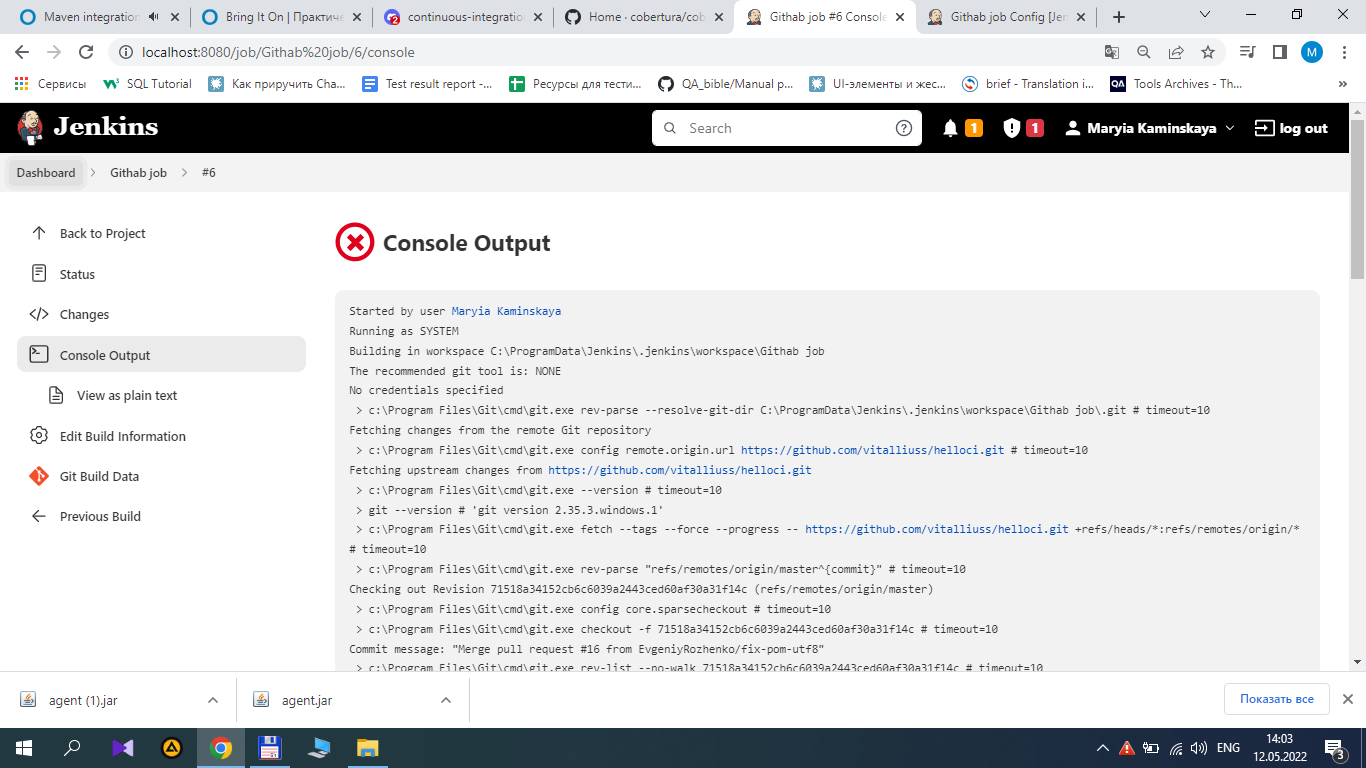 Maven integration
Bring It On | Практиче
continuous-integratio
Home · cobertura/cob
Githab job #6 Console
Githab job Config [Jen
localhost:8080/job/Githab%20job/6/console
M
Сервисы
SQL Tutorial
Как приручить Cha...
Test result report -...
Ресурсы для тести...
QA_bible/Manual p...
UI-элементы и жес...
brief - Translation i...
QA
Tools Archives - Th...
»
Jenkins
Search
1
1
Maryia Kaminskaya
log out
Dashboard
Githab job
#6
Back to Project
Status
Changes
Console Output
View as plain text
Edit Build Information
Git Build Data
Previous Build
Console Output
Started by user Maryia Kaminskaya
Running as SYSTEM
Building in workspace C:\ProgramData\Jenkins\.jenkins\workspace\Githab job
The recommended git tool is: NONE
No credentials specified
> c:\Program Files\Git\cmd\git.exe rev-parse --resolve-git-dir C:\ProgramData\Jenkins\.jenkins\workspace\Githab job\.git # timeout=10
Fetching changes from the remote Git repository
> c:\Program Files\Git\cmd\git.exe config remote.origin.url https://github.com/vitalliuss/helloci.git # timeout=10
Fetching upstream changes from https://github.com/vitalliuss/helloci.git
> c:\Program Files\Git\cmd\git.exe --version # timeout=10
> git --version # 'git version 2.35.3.windows.1'
> c:\Program Files\Git\cmd\git.exe fetch --tags --force --progress -- https://github.com/vitalliuss/helloci.git +refs/heads/*:refs/remotes/origin/*
# timeout=10
> c:\Program Files\Git\cmd\git.exe rev-parse "refs/remotes/origin/master^{commit}" # timeout=10
Checking out Revision 71518a34152cb6c6039a2443ced60af30a31f14c (refs/remotes/origin/master)
> c:\Program Files\Git\cmd\git.exe config core.sparsecheckout # timeout=10
> c:\Program Files\Git\cmd\git.exe checkout -f 71518a34152cb6c6039a2443ced60af30a31f14c # timeout=10
Commit message: "Merge pull request #16 from EvgeniyRozhenko/fix-pom-utf8"
> c:\Program Files\Git\cmd\git.exe rev-list --no-walk 71518a34152cb6c6039a2443ced60af30a31f14c # timeout=10
agent (1).jar
agent.jar
Показать все
ENG
14:03
12.05.2022
3